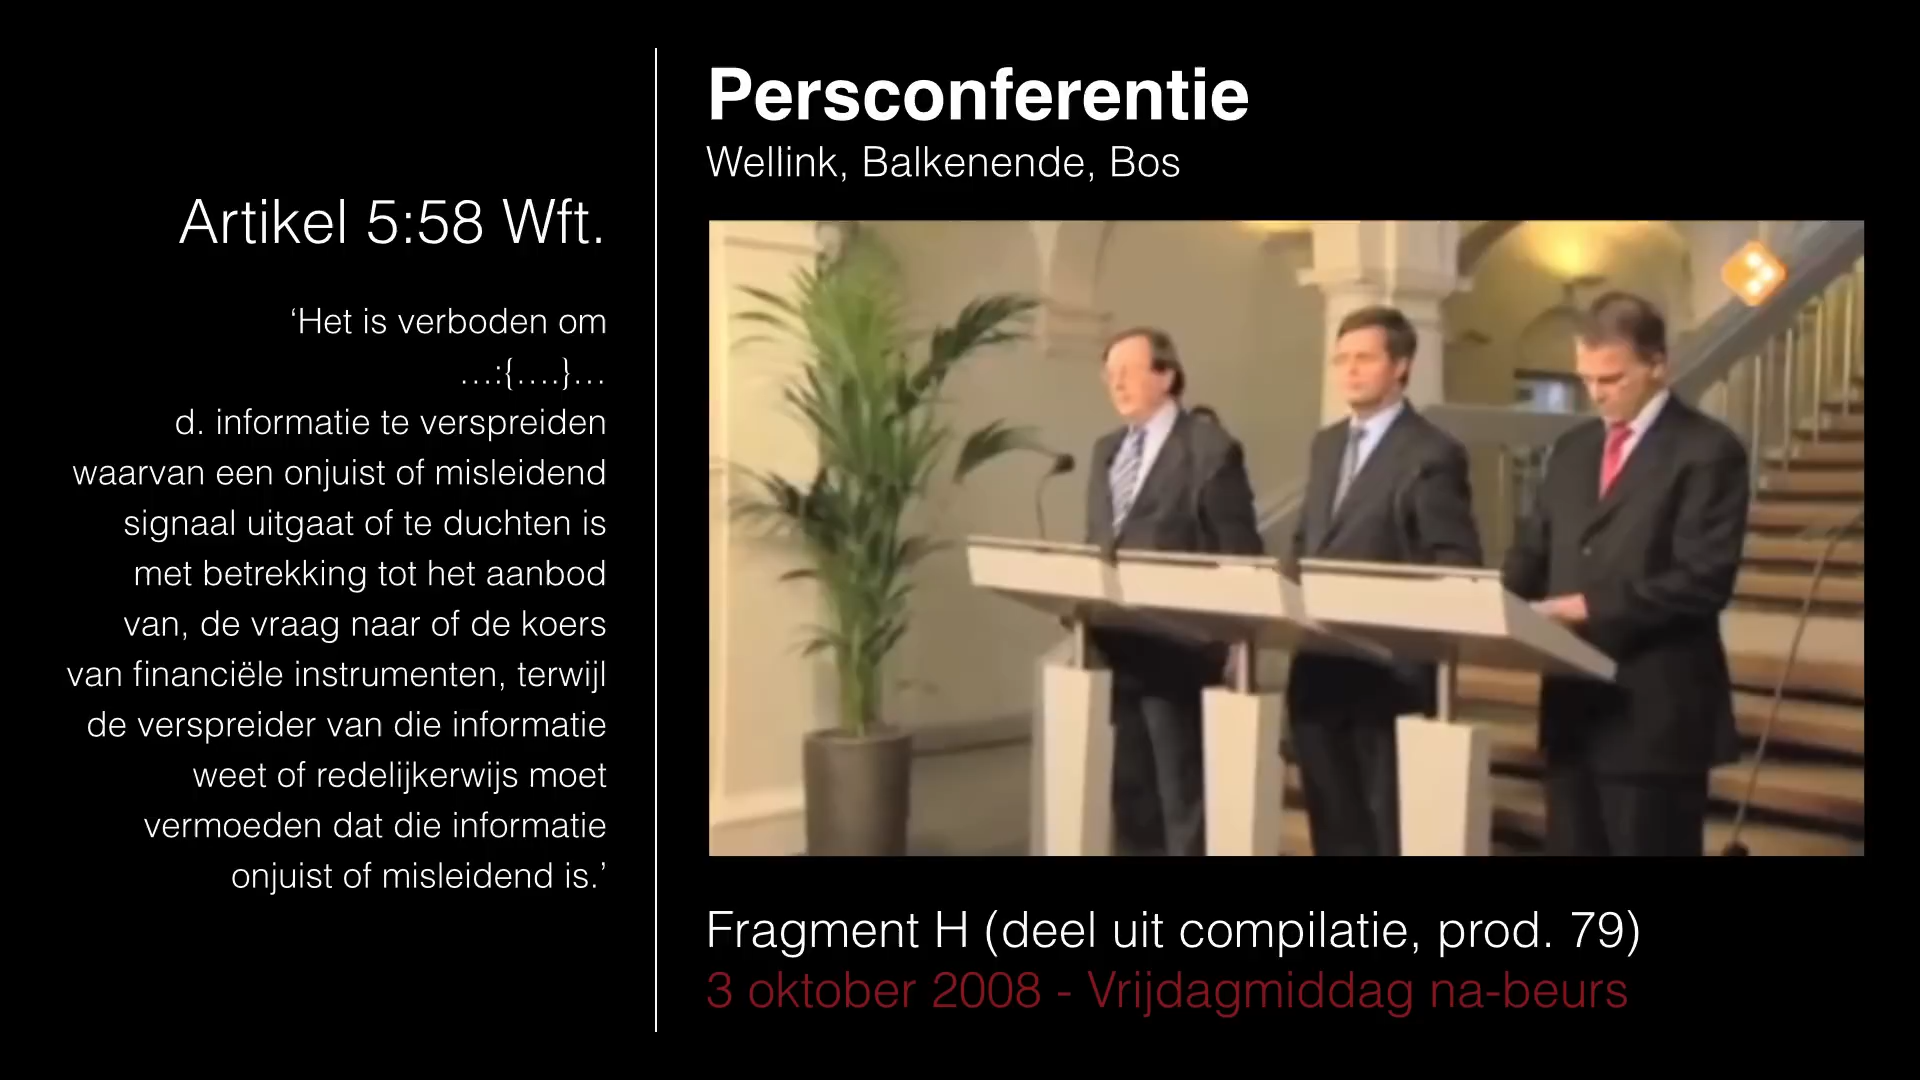 Artikel 5:58 Wft.
‘Het is verboden om
…:{….}…
d. informatie te verspreiden
waarvan een onjuist of misleidend
signaal uitgaat of te duchten is
met betrekking tot het aanbod
van, de vraag naar of de koers
van financiële instrumenten, terwijl
de verspreider van die informatie
weet of redelijkerwijs moet
vermoeden dat die informatie
onjuist of misleidend is.’
Persconferentie
Wellink, Balkenende, Bos
Fragment H (deel uit compilatie, prod. 79)
3 oktober 2008 - Vrijdagmiddag na-beurs